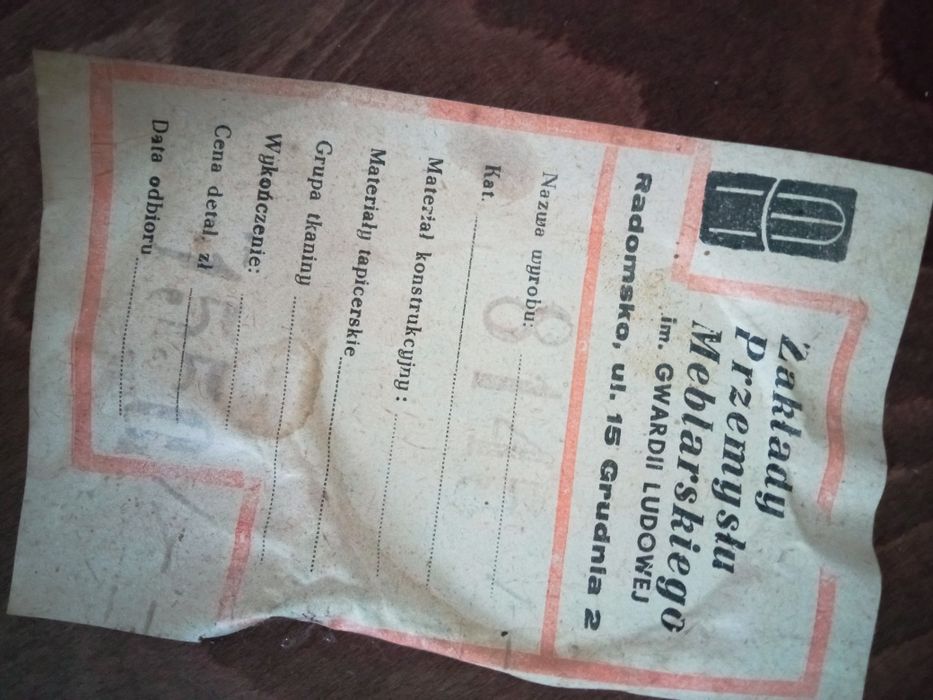 Zakłady
Przemysłu
Meblarskiego
im. GWARDII LUDOWEJ
Radomsko, ul. 15 Grudnia 2
Nazwa wyrobu:
Kat.
Materiał konstrukcyjny:
Materiały tapicerskie
Grupa tkaniny
Wykończenie:
Cena detal. zł
Data odbioru